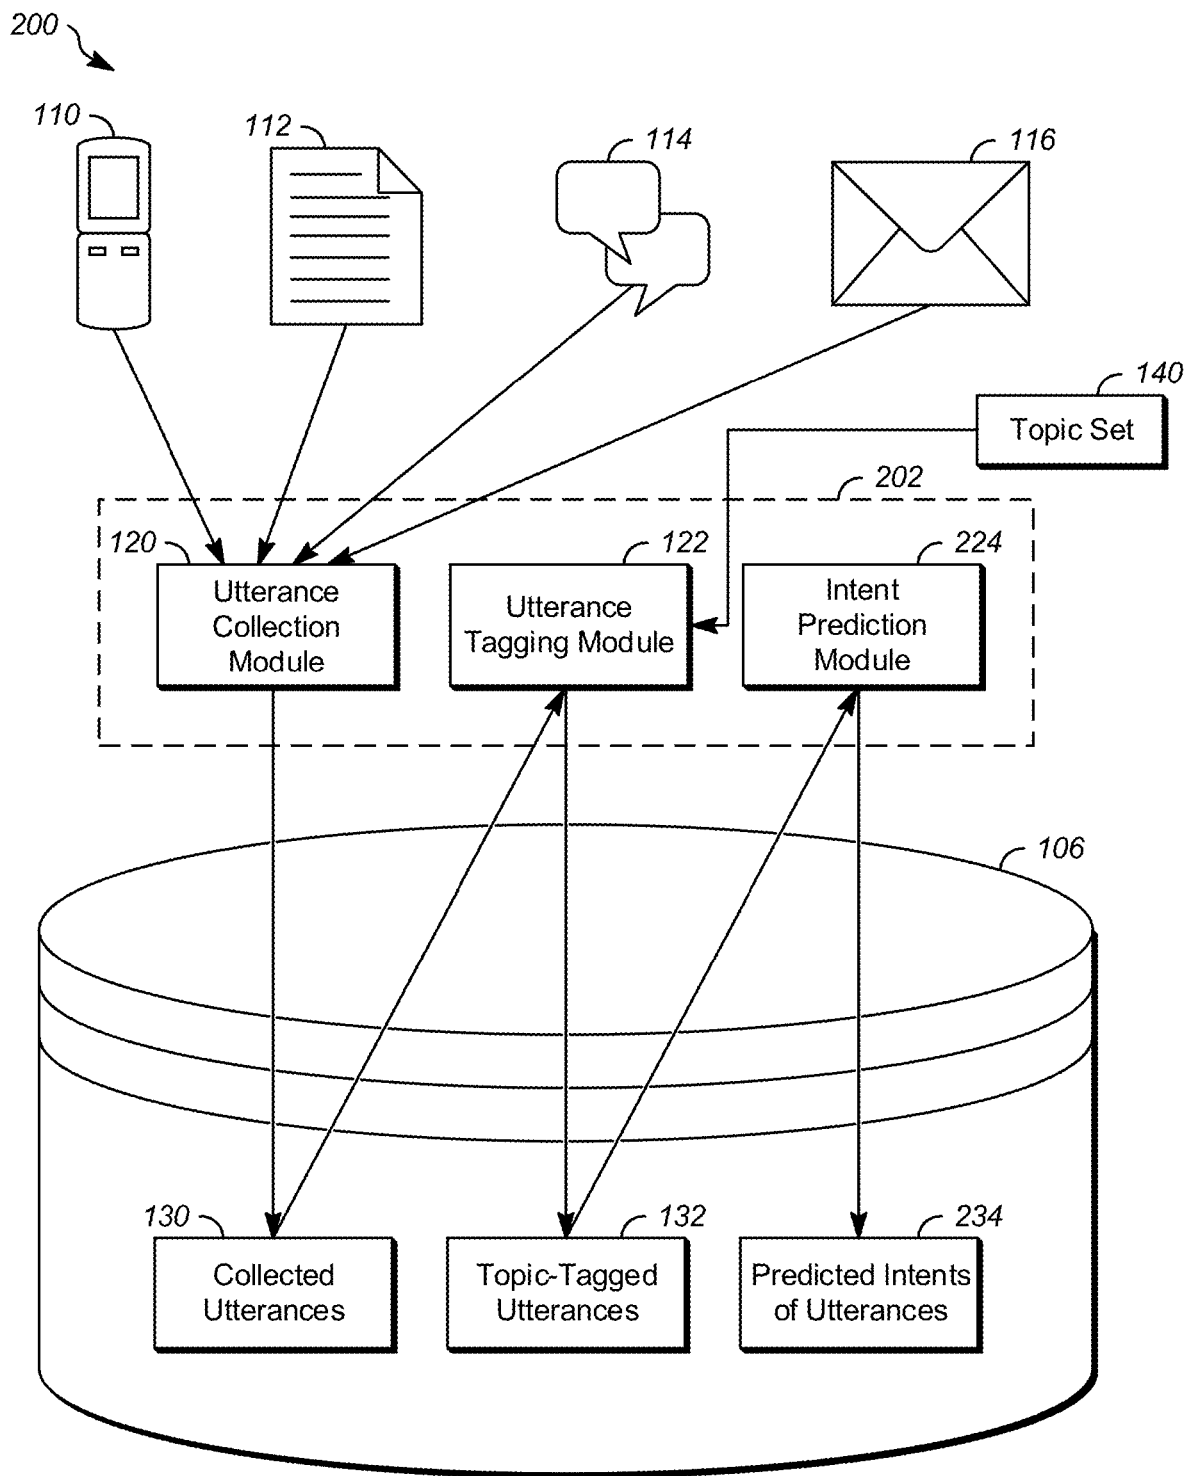 200
110
112
114
116
140
Topic Set
202
120
122
224
Utterance
Collection
Module
Utterance
Tagging Module
Intent
Prediction
Module
106
130
132
234
Collected
Utterances
Topic-Tagged
Utterances
Predicted Intents
of Utterances